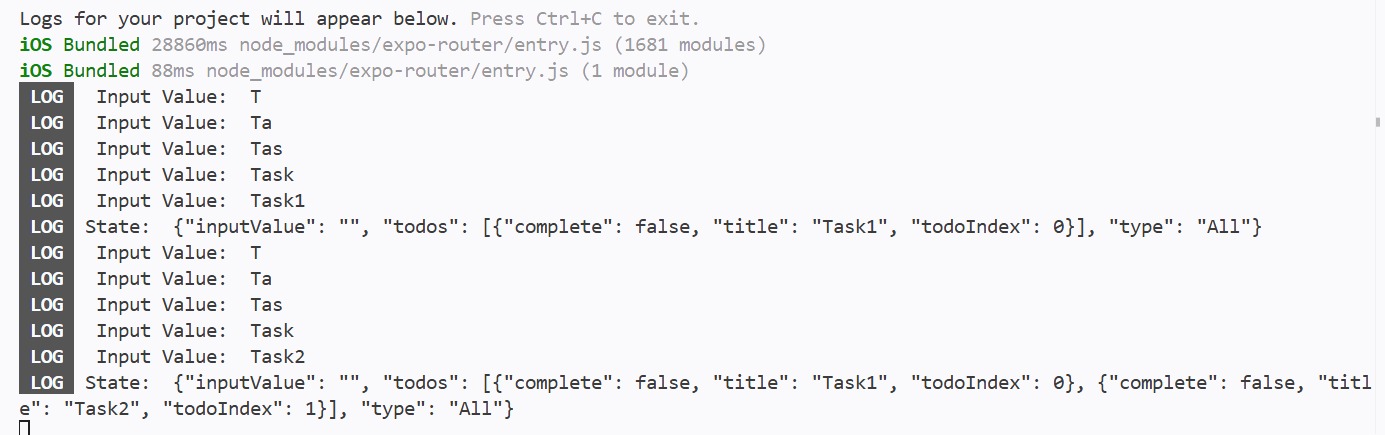 Logs for your project will appear below. Press Ctrl+C to exit.
iOS Bundled 28860ms node_modules/expo-router/entry.js (1681 modules)
iOS Bundled 88ms node_modules/expo-router/entry.js (1 module)
LOG  Input Value:  T
LOG  Input Value:  Ta
LOG  Input Value:  Tas
LOG  Input Value:  Task
LOG  Input Value:  Task1
LOG State:  {"inputValue": "", "todos": [{"complete": false, "title": "Task1", "todoIndex": 0}], "type": "All"}
LOG  Input Value:  T
LOG  Input Value:  Ta
LOG  Input Value:  Tas
LOG  Input Value:  Task
LOG  Input Value:  Task2
LOG State:  {"inputValue": "", "todos": [{"complete": false, "title": "Task1", "todoIndex": 0}, {"complete": false, "titl
e": "Task2", "todoIndex": 1}], "type": "All"}